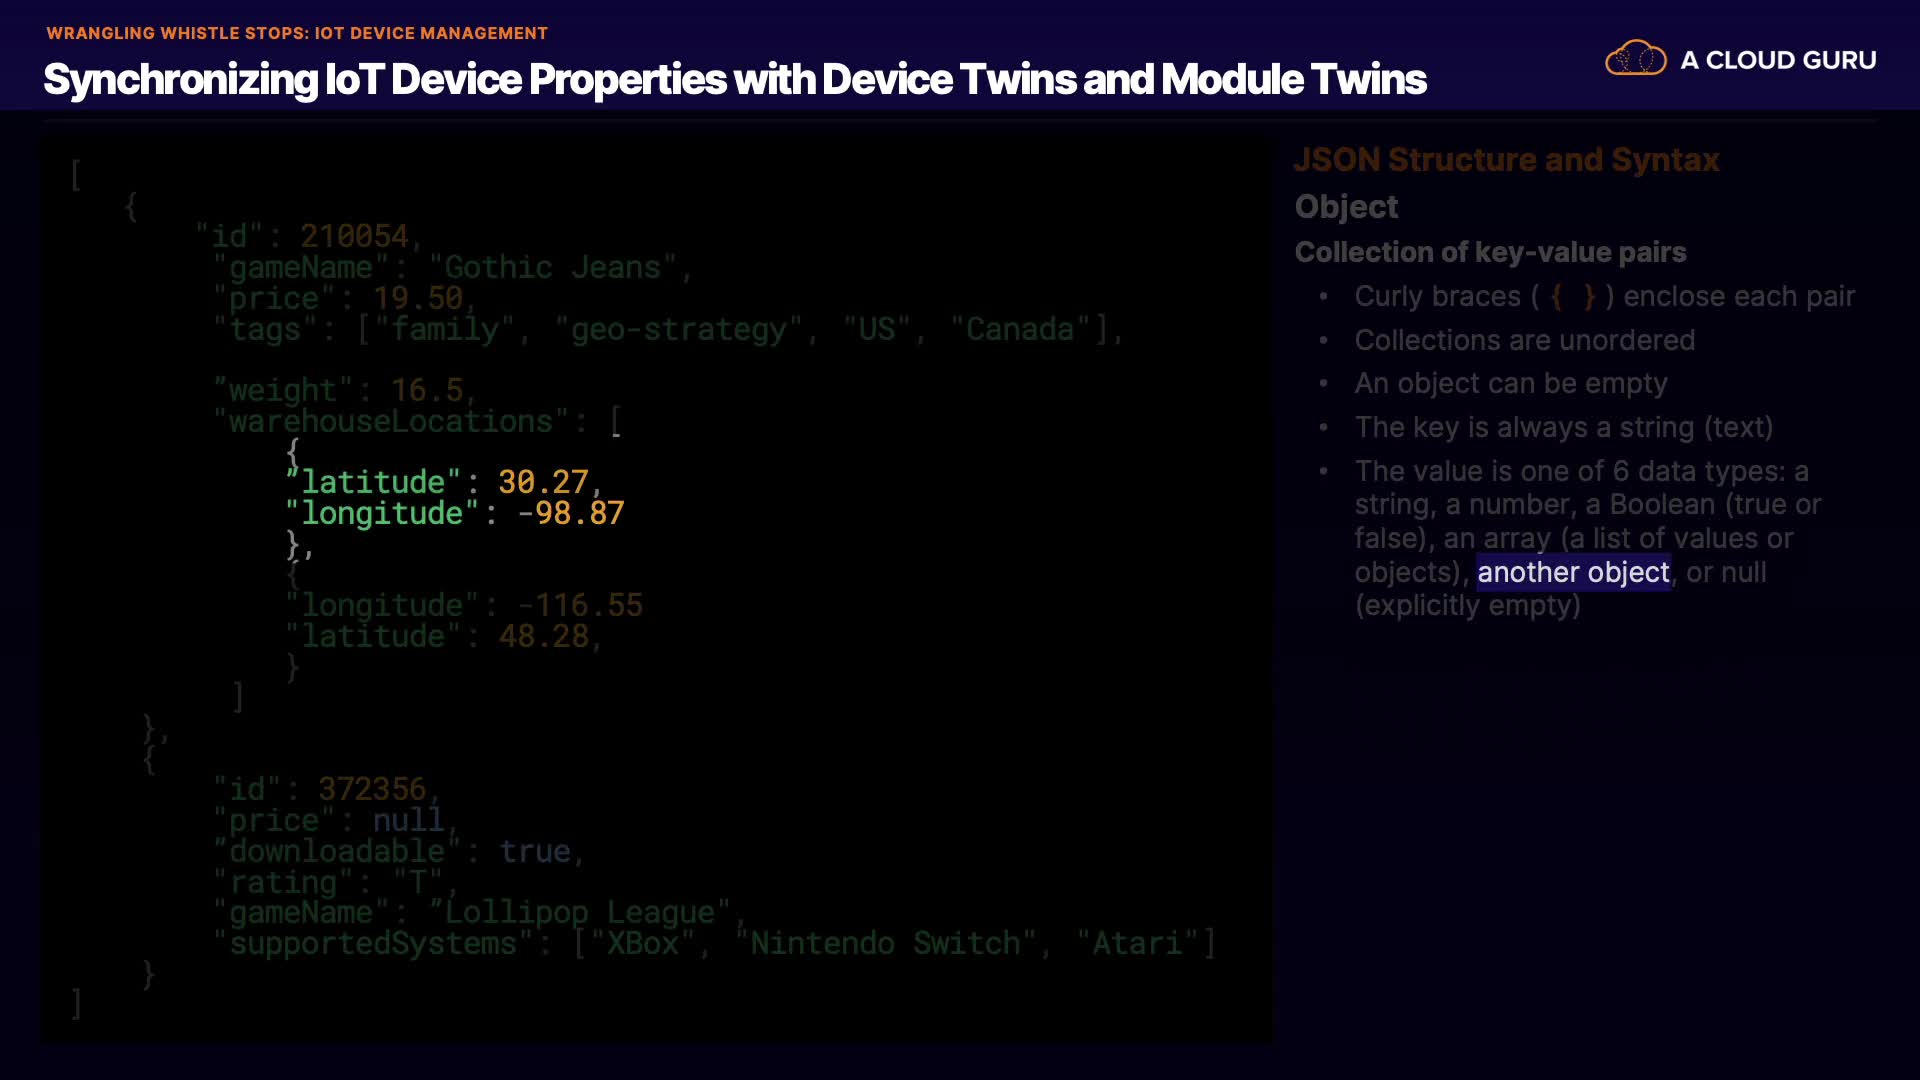 WRANGLING WHISTLE STOPS: IOT DEVICE MANAGEMENT
Synchronizing IoT Device Properties with Device Twins and Module Twins
A CLOUD GURU
[
{
"id": 210054,
"gameName": "Gothic Jeans",
"price": 19.50,
"tags": ["family", "geo-strategy", "US", "Canada"],
”weight": 16.5,
"warehouseLocations": [
{
”latitude": 30.27,
"longitude": -98.87
},
{
"longitude": -116.55
"latitude": 48.28,
}
]
},
{
"id": 372356,
"price": null,
”downloadable": true,
"rating": "T",
"gameName": ”Lollipop League",
"supportedSystems": ["XBox", "Nintendo Switch", "Atari"]
}
]
JSON Structure and Syntax
Object
Collection of key-value pairs
• Curly braces ( { } ) enclose each pair
• Collections are unordered
• An object can be empty
• The key is always a string (text)
• The value is one of 6 data types: a
string, a number, a Boolean (true or
false), an array (a list of values or
objects), another object, or null
(explicitly empty)